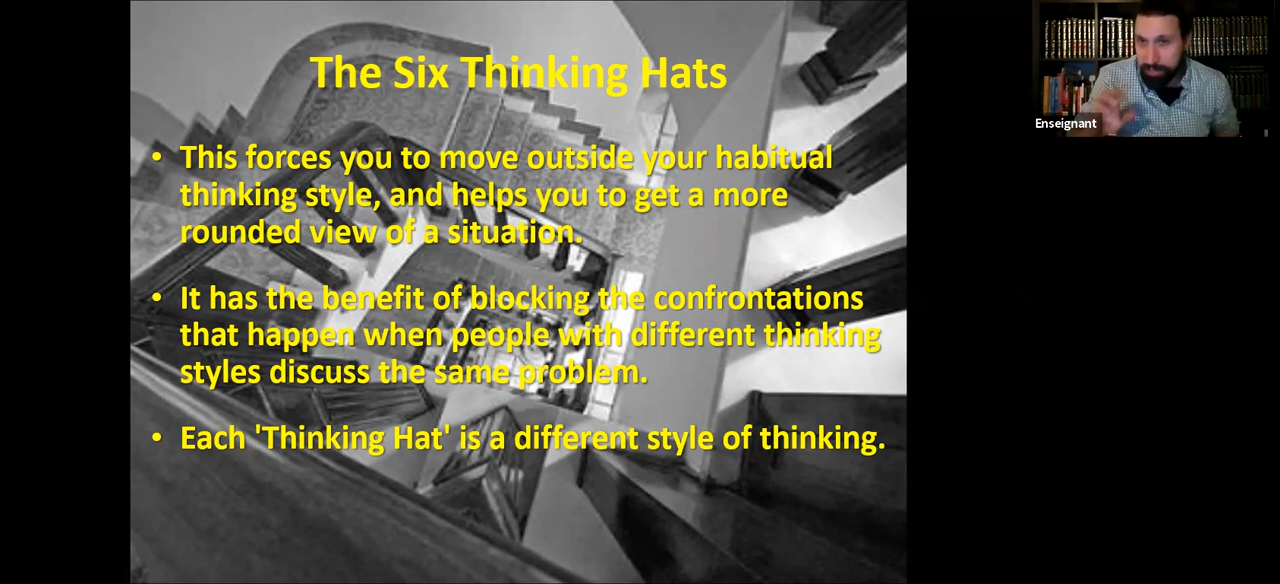 The Six Thinking Hats
• This forces you to move outside your habitual
thinking style, and helps you to get a more
rounded view of a situation.
• It has the benefit of blocking the confrontations
that happen when people with different thinking
styles discuss the same problem.
• Each 'Thinking Hat' is a different style of thinking.
Enseignant